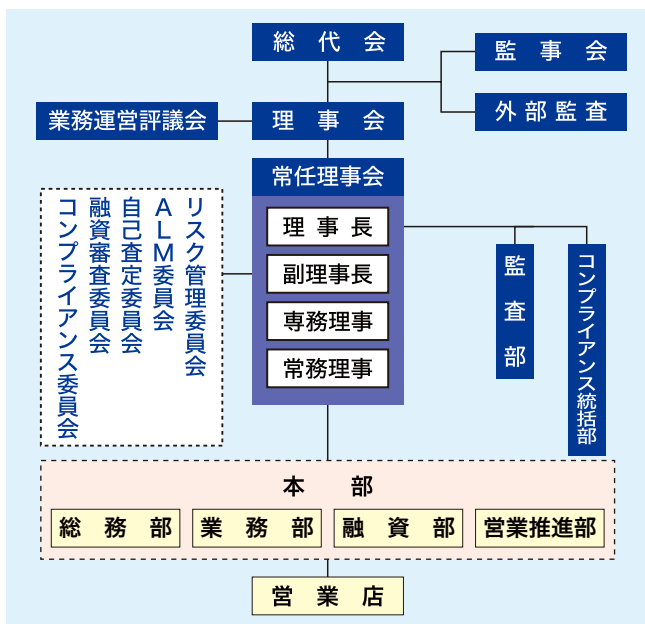 総代会
監事会
外部監査
業務運営評議会
理事会
常任理事会
理事長
副理事長
専務理事
常務理事
リスク管理委員会
ALM委員会
自己査定委員会
融資審査委員会
コンプライアンス委員会
監査部
コンプライアンス統括部
本部
総務部
業務部
融資部
営業推進部
営業店